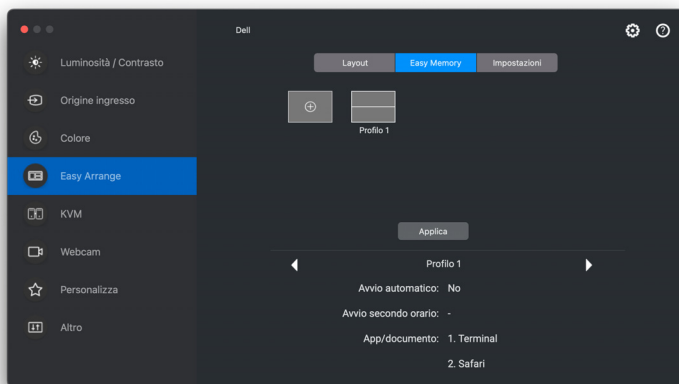 Dell
Luminosità / Contrasto
Origine ingresso
Colore
Easy Arrange
KVM
Webcam
Personalizza
Altro
Layout Easy Memory Impostazioni
Profilo 1
Applica
Profilo 1
Avvio automatico: No
Avvio secondo orario: -
App/documento: 1. Terminal
2. Safari